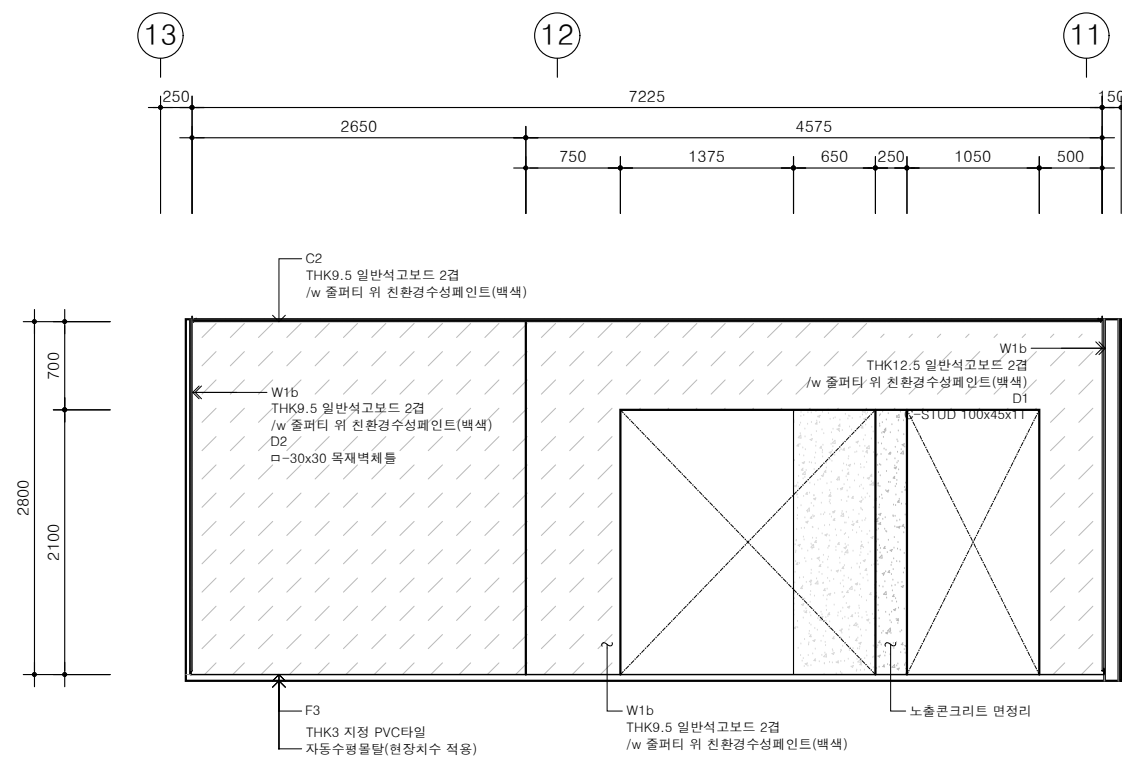 13
12
11
250
7225
150
2650
4575
750
1375
650
250
1050
500
C2
THK9.5 일반석고보드 2겹
/w 줄퍼티 위 친환경수성페인트(백색)
W1b
THK12.5 일반석고보드 2겹
/w 줄퍼티 위 친환경수성페인트(백색)
D1
-STUD 100x45x1T
700
W1b
THK9.5 일반석고보드 2겹
/w 줄퍼티 위 친환경수성페인트(백색)
D2
ㅁ-30x30 목재벽체틀
2800
2100
F3
THK3 지정 PVC타일
자동수평몰탈(현장치수 적용)
W1b
THK9.5 일반석고보드 2겹
/w 줄퍼티 위 친환경수성페인트(백색)
노출콘크리트 면정리